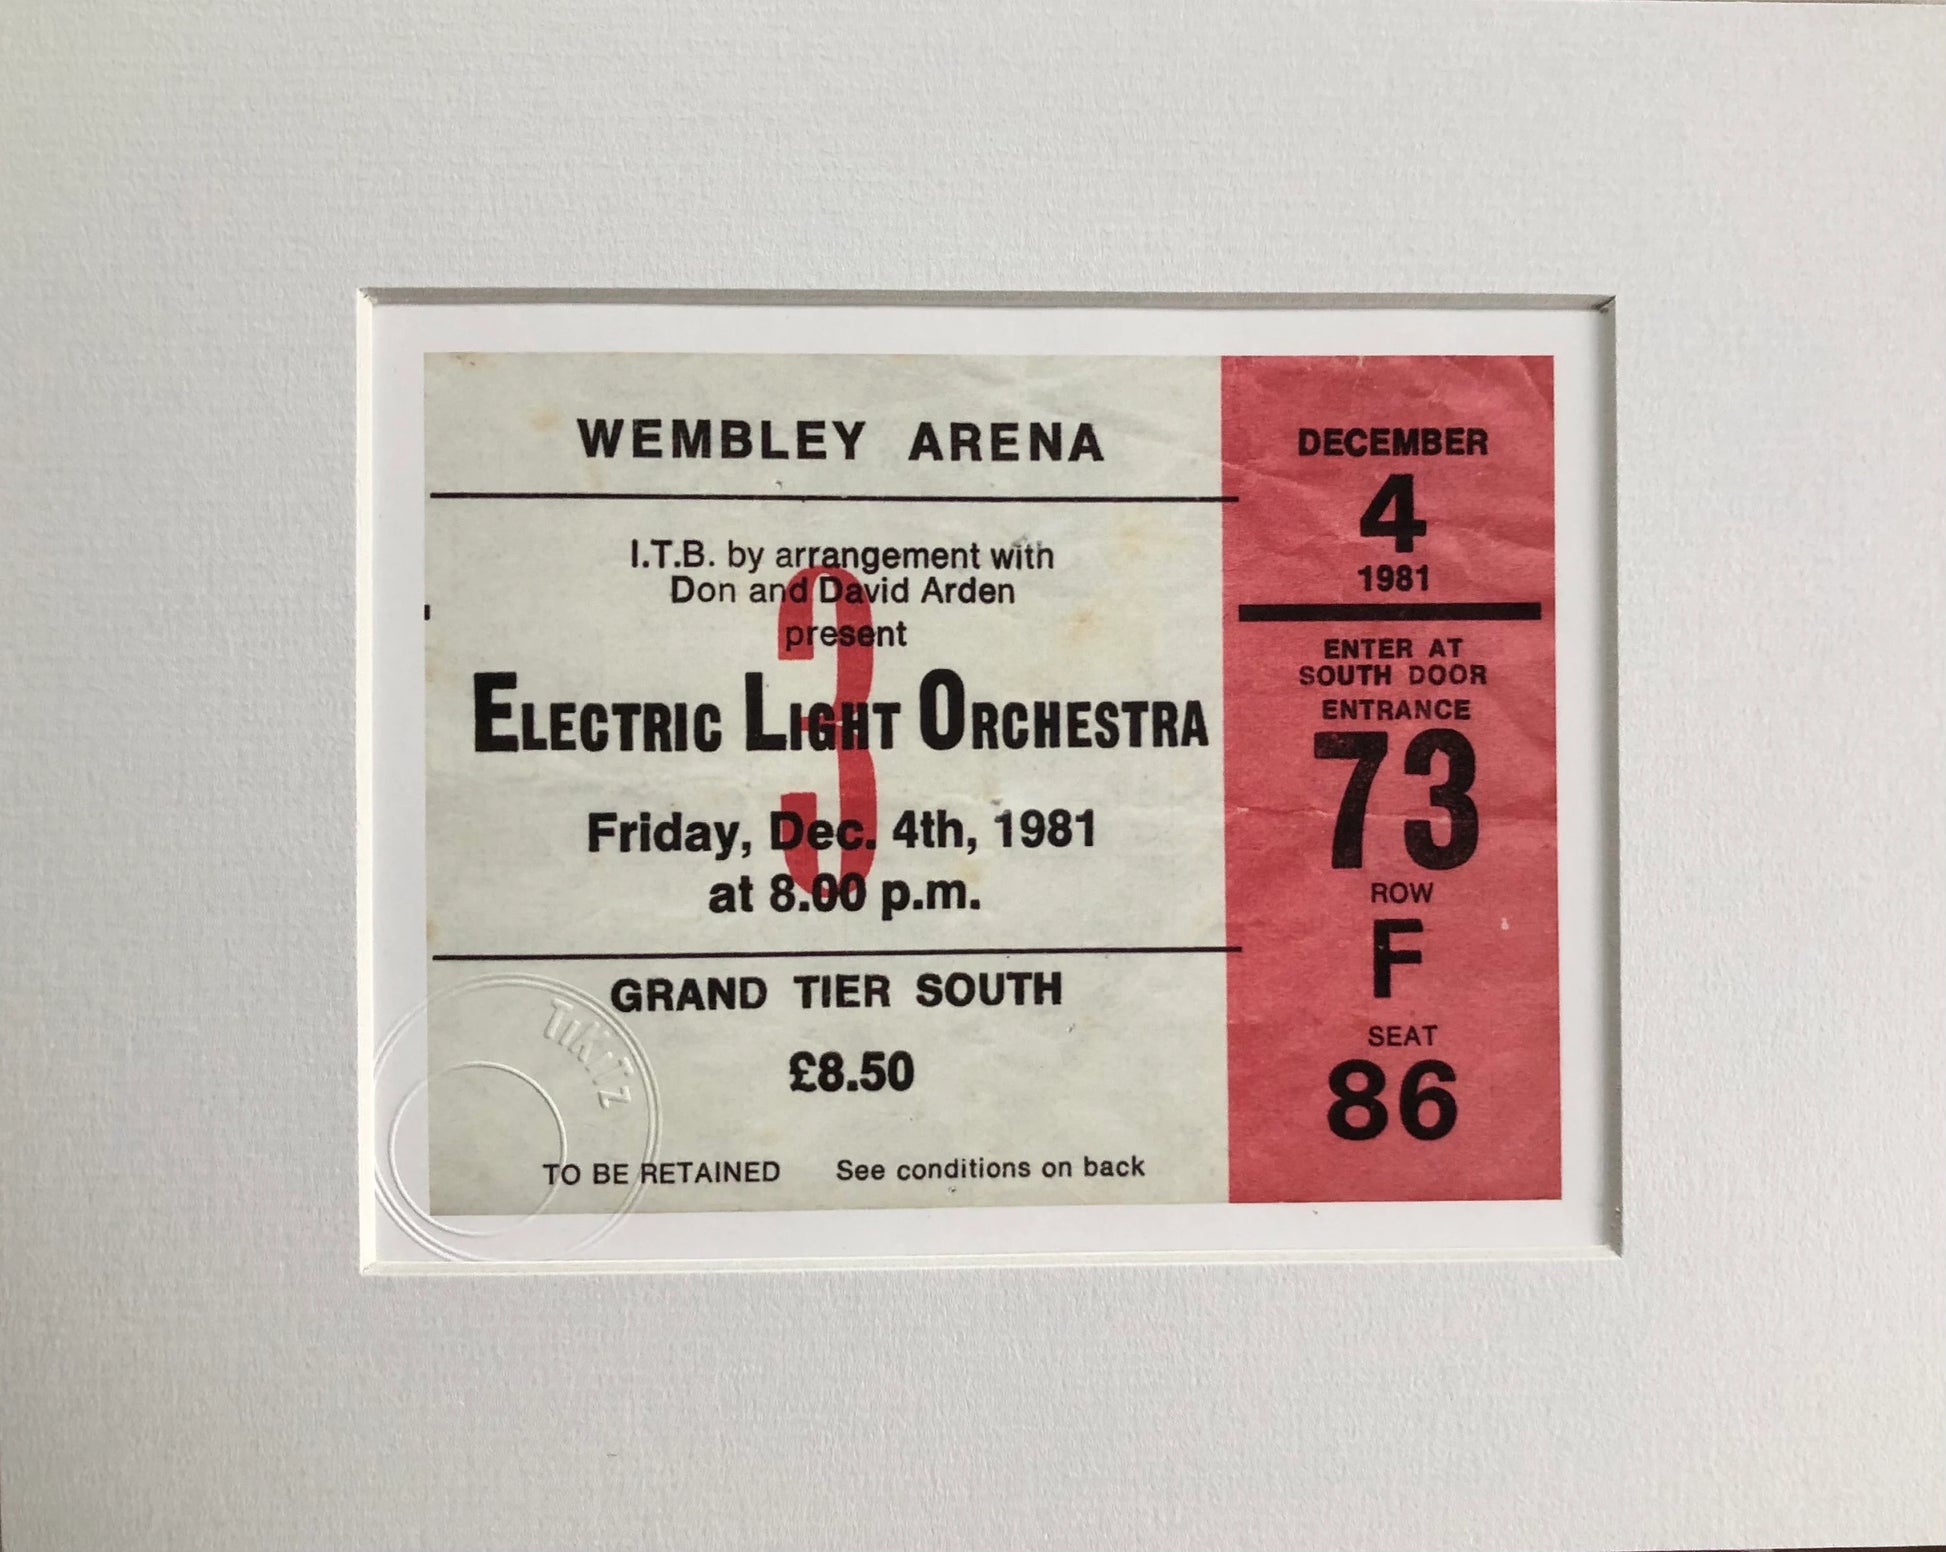 WEMBLEY ARENA
I.T.B. by arrangement with
Don and David Arden
present
ELECTRIC LIGHT ORCHESTRA
3
Friday, Dec. 4th, 1981
at 8.00 p.m.
GRAND TIER SOUTH
£8.50
TO BE RETAINED See conditions on back
TiKiTz
DECEMBER
4
1981
ENTER AT
SOUTH DOOR
ENTRANCE
73
ROW
F
SEAT
86